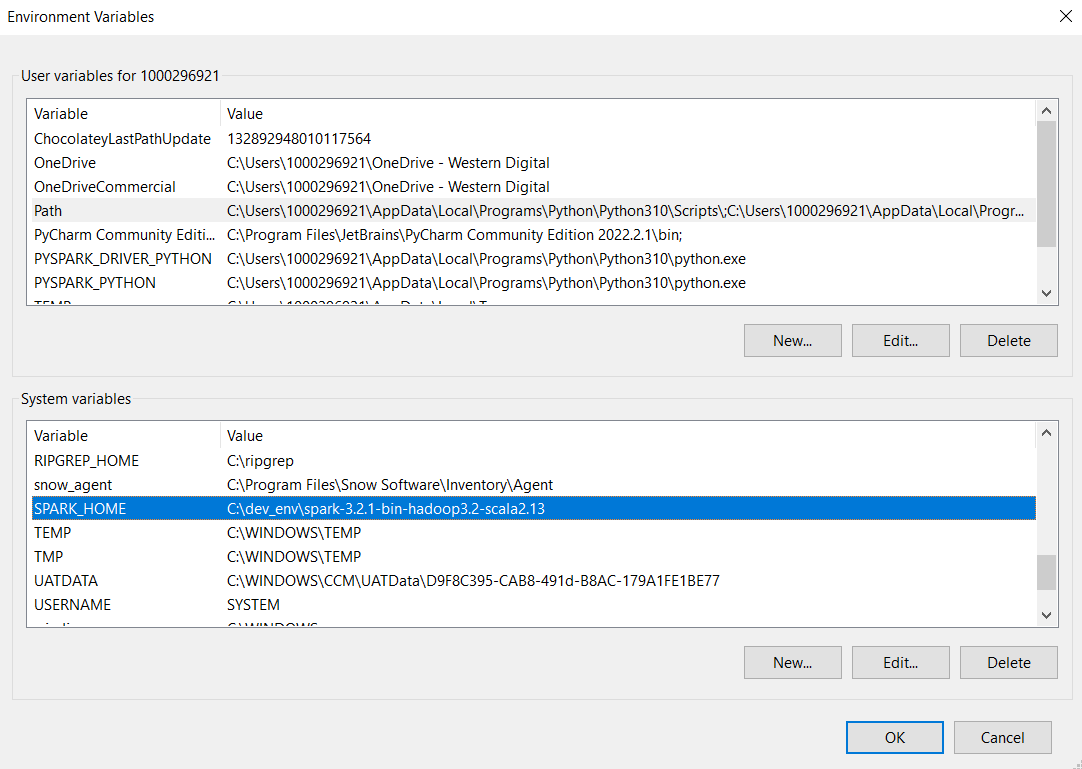 Environment Variables
User variables for 1000296921
Variable Value
ChocolateyLastPathUpdate 132892948010117564
OneDrive C:\Users\1000296921\OneDrive - Western Digital
OneDriveCommercial C:\Users\1000296921\OneDrive - Western Digital
Path C:\Users\1000296921\AppData\Local\Programs\Python\Python310\Scripts\;C:\Users\1000296921\AppData\Local\Progr...
PyCharm Community Editi... C:\Program Files\JetBrains\PyCharm Community Edition 2022.2.1\bin;
PYSPARK_DRIVER_PYTHON C:\Users\1000296921\AppData\Local\Programs\Python\Python310\python.exe
PYSPARK_PYTHON C:\Users\1000296921\AppData\Local\Programs\Python\Python310\python.exe
New... Edit... Delete
System variables
Variable Value
RIPGREP_HOME C:\ripgrep
snow_agent C:\Program Files\Snow Software\Inventory\Agent
SPARK_HOME C:\dev_env\spark-3.2.1-bin-hadoop3.2-scala2.13
TEMP C:\WINDOWS\TEMP
TMP C:\WINDOWS\TEMP
UATDATA C:\WINDOWS\CCM\UATData\D9F8C395-CAB8-491d-B8AC-179A1FE1BE77
USERNAME SYSTEM
New... Edit... Delete
OK Cancel